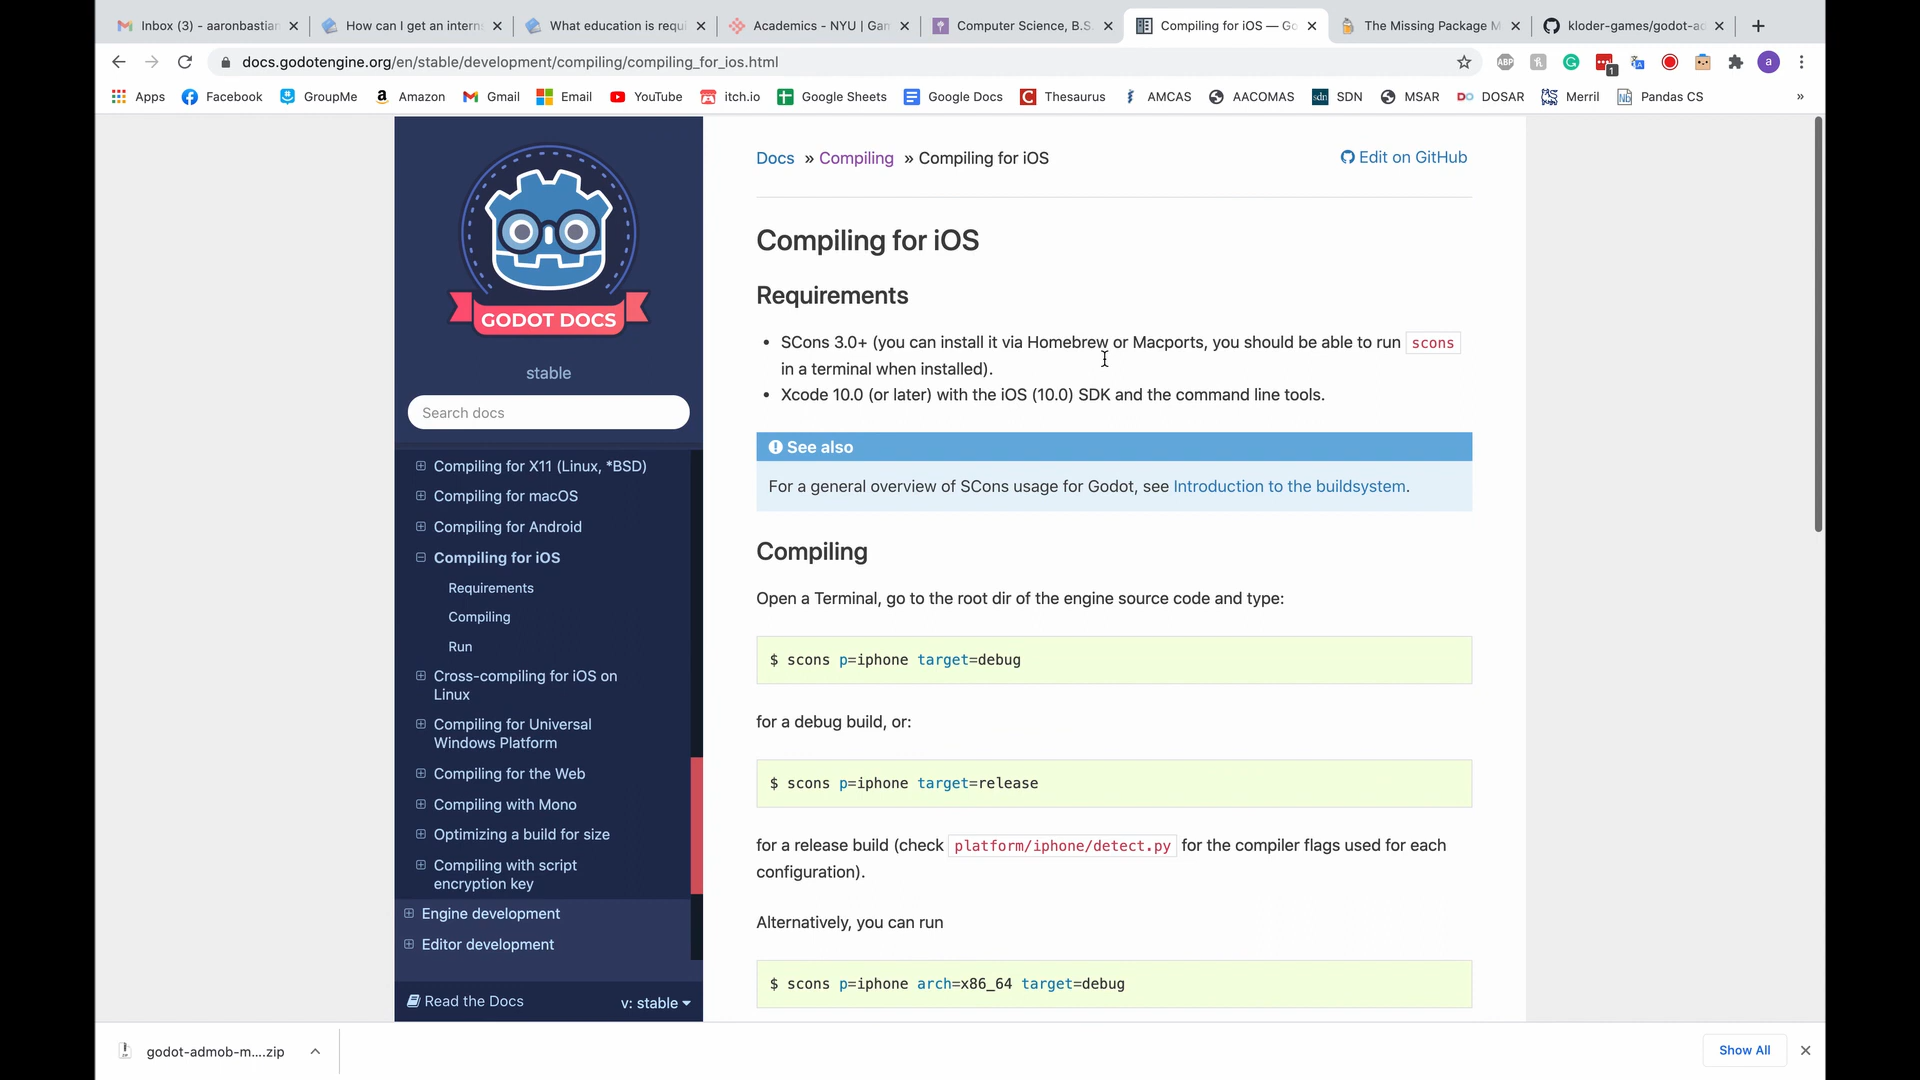 Inbox (3) - aaronbastian
How can I get an interns
What education is requi
Academics - NYU | Gam
Computer Science, B.S.
Compiling for iOS — Go
The Missing Package M
kloder-games/godot-ad
docs.godotengine.org/en/stable/development/compiling/compiling_for_ios.html
ABP
1
a
Apps
Facebook
GroupMe
Amazon
Gmail
Email
YouTube
itch.io
Google Sheets
Google Docs
Thesaurus
AMCAS
AACOMAS
sdn SDN
MSAR
DO DOSAR
Merril
Nb Pandas CS
»
GODOT DOCS
stable
Search docs
Compiling for X11 (Linux, *BSD)
Compiling for macOS
Compiling for Android
Compiling for iOS
Requirements
Compiling
Run
Cross-compiling for iOS on
Linux
Compiling for Universal
Windows Platform
Compiling for the Web
Compiling with Mono
Optimizing a build for size
Compiling with script
encryption key
Engine development
Editor development
Read the Docs
v: stable
Docs » Compiling » Compiling for iOS
Edit on GitHub
Compiling for iOS
Requirements
• SCons 3.0+ (you can install it via Homebrew or Macports, you should be able to run scons
in a terminal when installed).
• Xcode 10.0 (or later) with the iOS (10.0) SDK and the command line tools.
See also
For a general overview of SCons usage for Godot, see Introduction to the buildsystem.
Compiling
Open a Terminal, go to the root dir of the engine source code and type:
$ scons p=iphone target=debug
for a debug build, or:
$ scons p=iphone target=release
for a release build (check platform/iphone/detect.py for the compiler flags used for each
configuration).
Alternatively, you can run
$ scons p=iphone arch=x86_64 target=debug
godot-admob-m....zip
Show All